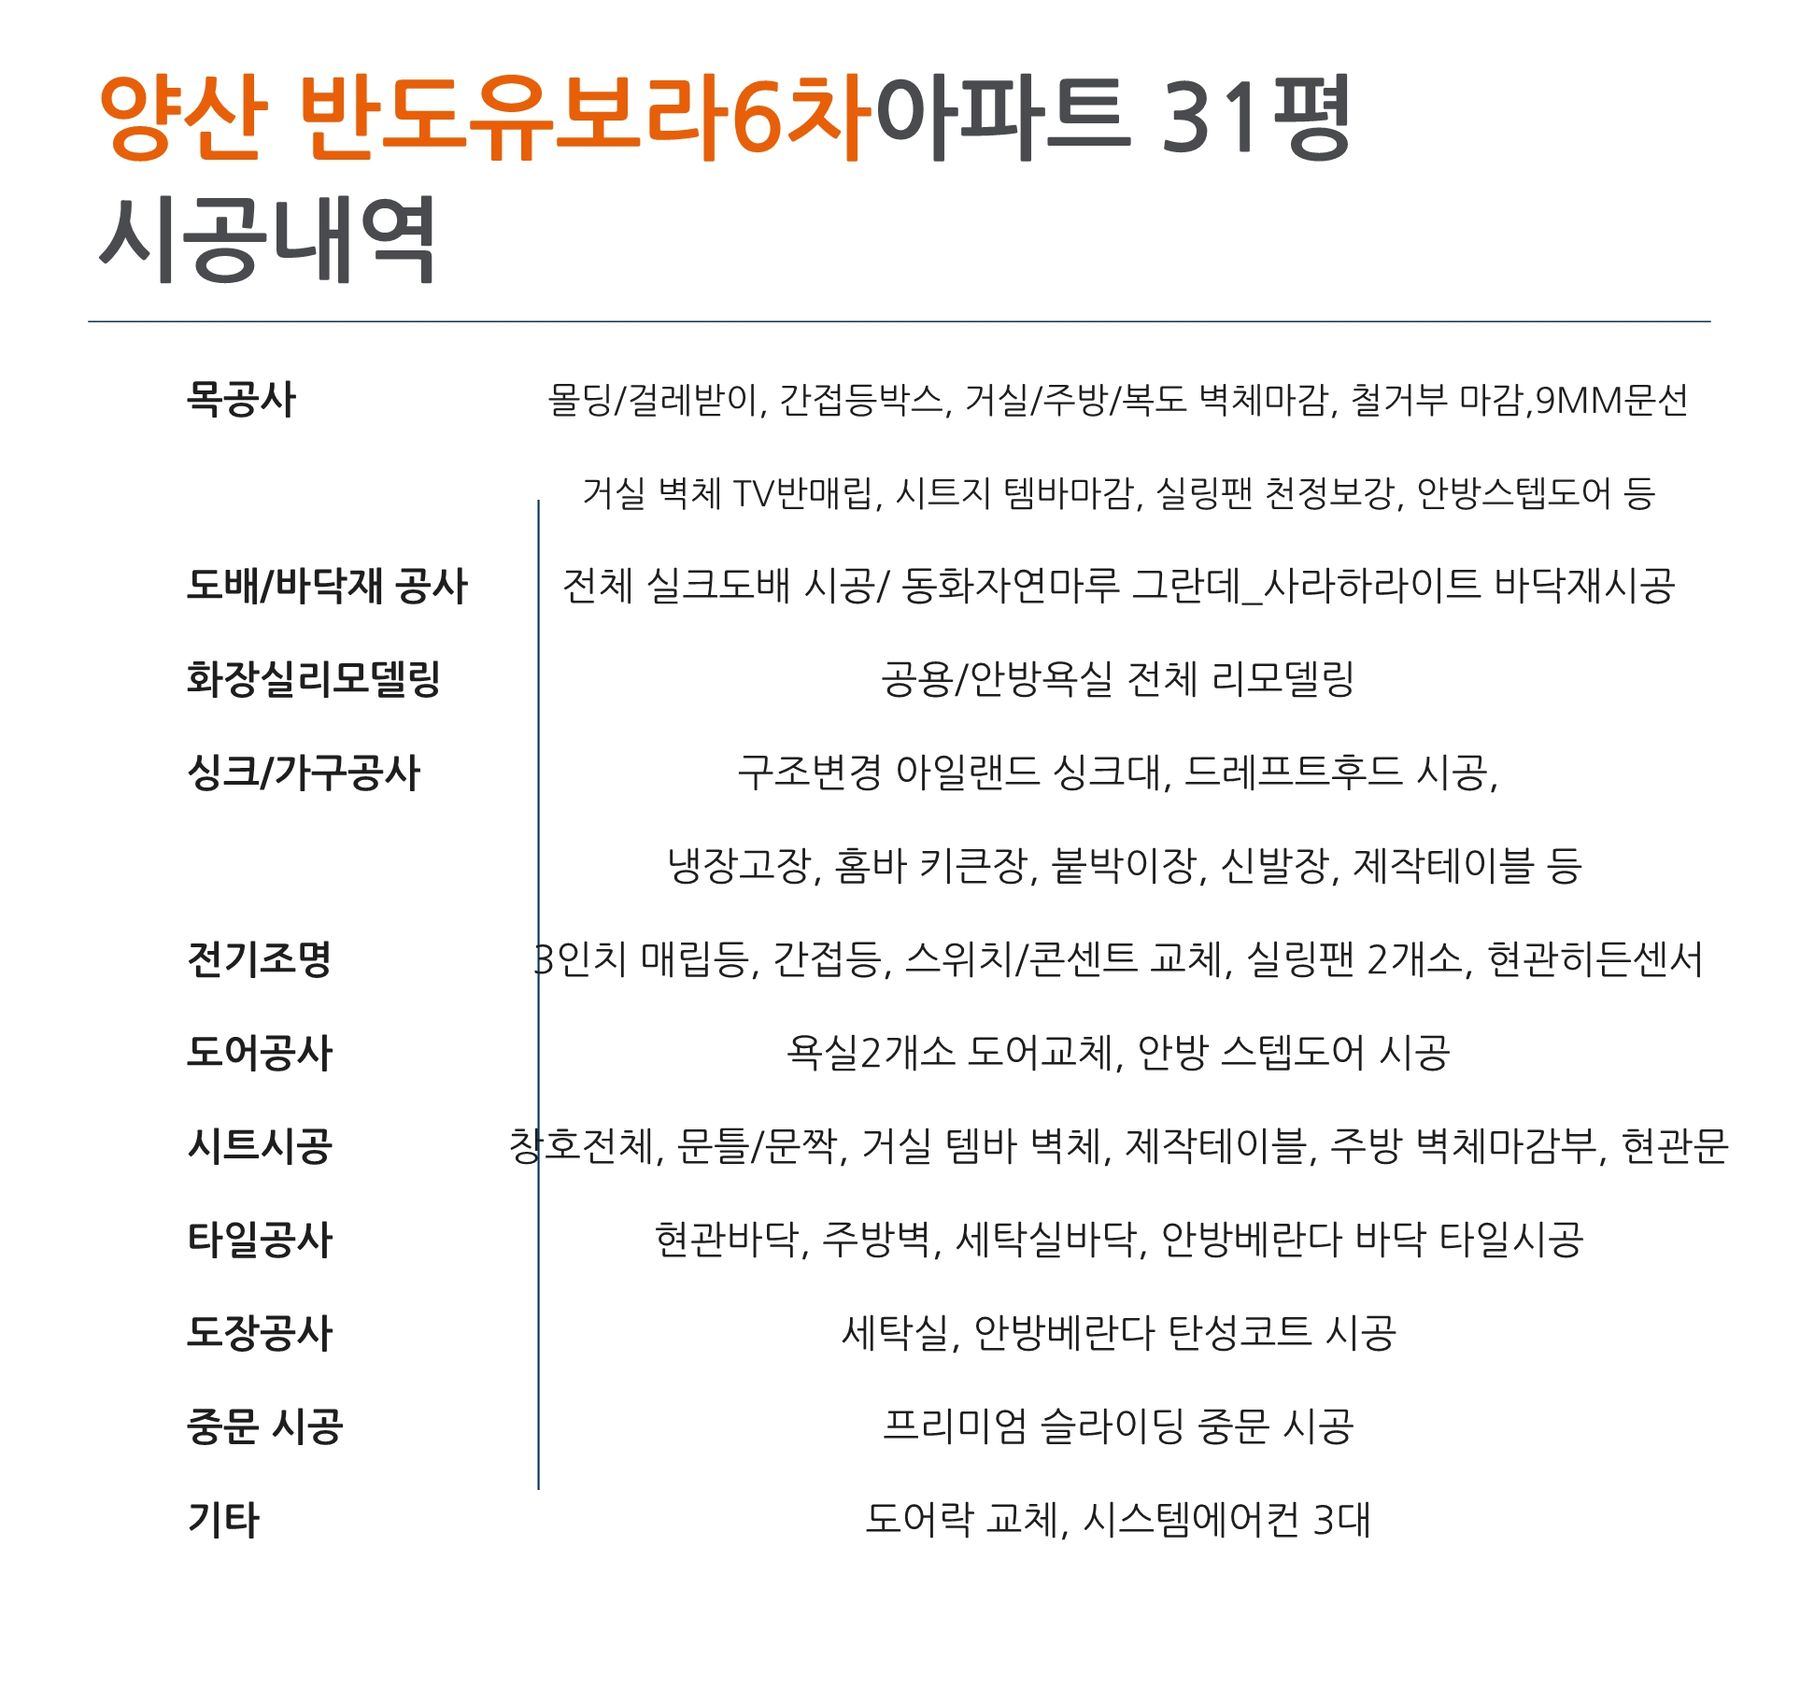 양산 반도유보라6차아파트 31평
시공내역
목공사 몰딩/걸레받이, 간접등박스, 거실/주방/복도 벽체마감, 철거부 마감,9MM문선
거실 벽체 TV반매립, 시트지 템바마감, 실링팬 천정보강, 안방스텝도어 등
도배/바닥재 공사 전체 실크도배 시공/ 동화자연마루 그란데_사라하라이트 바닥재시공
화장실리모델링 공용/안방욕실 전체 리모델링
싱크/가구공사 구조변경 아일랜드 싱크대, 드레프트후드 시공,
냉장고장, 홈바 키큰장, 붙박이장, 신발장, 제작테이블 등
전기조명 3인치 매립등, 간접등, 스위치/콘센트 교체, 실링팬 2개소, 현관히든센서
도어공사 욕실2개소 도어교체, 안방 스텝도어 시공
시트시공 창호전체, 문틀/문짝, 거실 템바 벽체, 제작테이블, 주방 벽체마감부, 현관문
타일공사 현관바닥, 주방벽, 세탁실바닥, 안방베란다 바닥 타일시공
도장공사 세탁실, 안방베란다 탄성코트 시공
중문 시공 프리미엄 슬라이딩 중문 시공
기타 도어락 교체, 시스템에어컨 3대